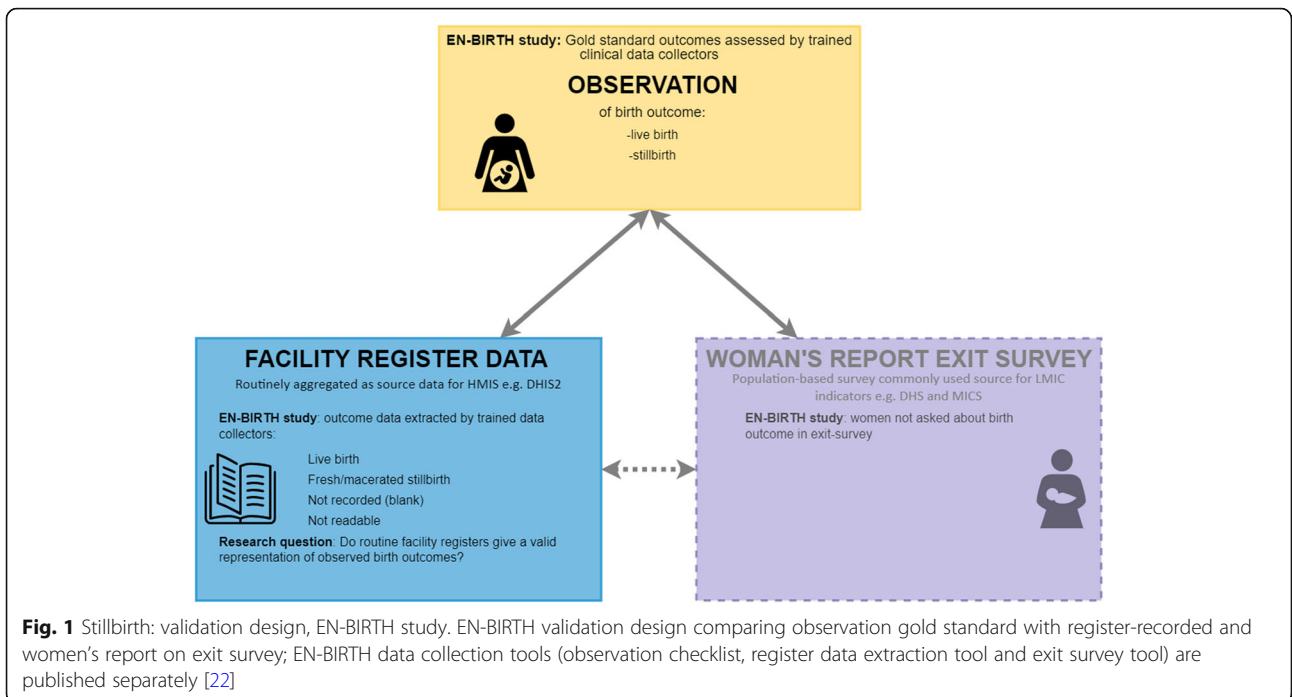 EN-BIRTH study: Gold standard outcomes assessed by trained
clinical data collectors
OBSERVATION
of birth outcome:
-live birth
-stillbirth
FACILITY REGISTER DATA
Routinely aggregated as source data for HMIS e.g. DHIS2
EN-BIRTH study: outcome data extracted by trained data
collectors:
Live birth
Fresh/macerated stillbirth
Not recorded (blank)
Not readable
Research question: Do routine facility registers give a valid
representation of observed birth outcomes?
WOMAN'S REPORT EXIT SURVEY
Population-based survey commonly used source for LMIC
indicators e.g. DHS and MICS
EN-BIRTH study: women not asked about birth
outcome in exit-survey
Fig. 1 Stillbirth: validation design, EN-BIRTH study. EN-BIRTH validation design comparing observation gold standard with register-recorded and
women's report on exit survey; EN-BIRTH data collection tools (observation checklist, register data extraction tool and exit survey tool) are
published separately [22]